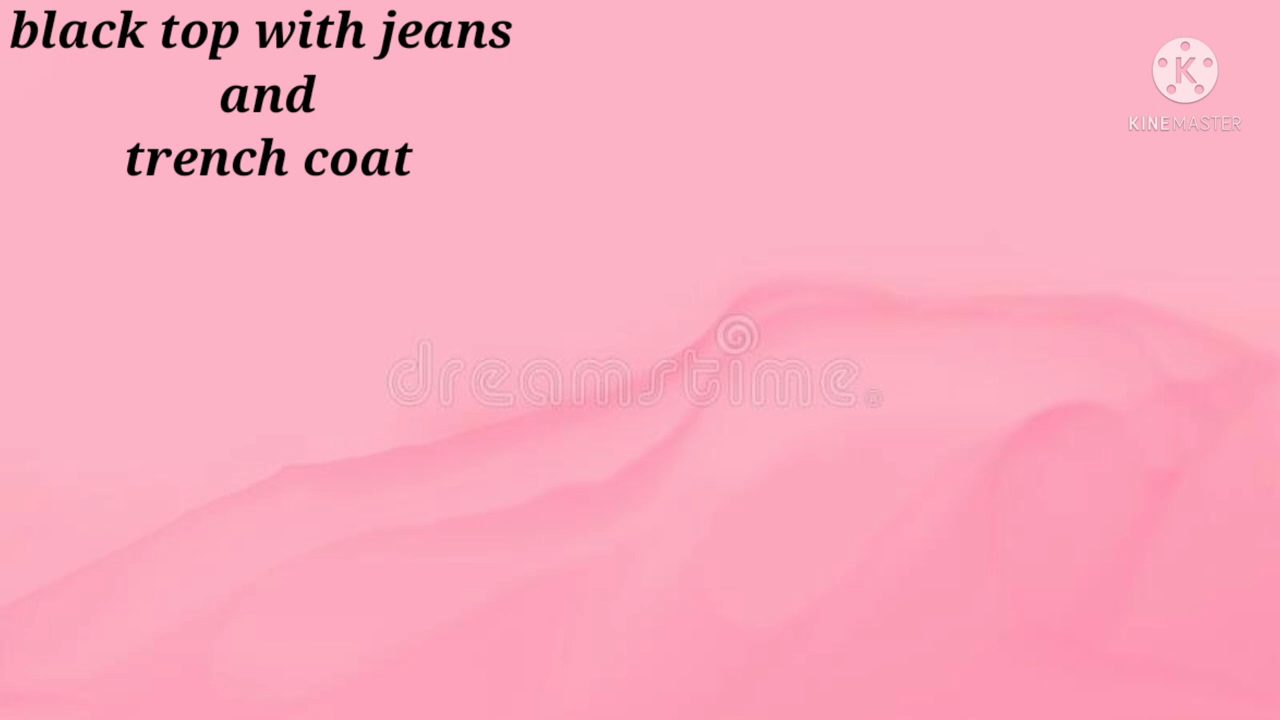 black top with jeans
and
trench coat
KINEMASTER
dreamstime